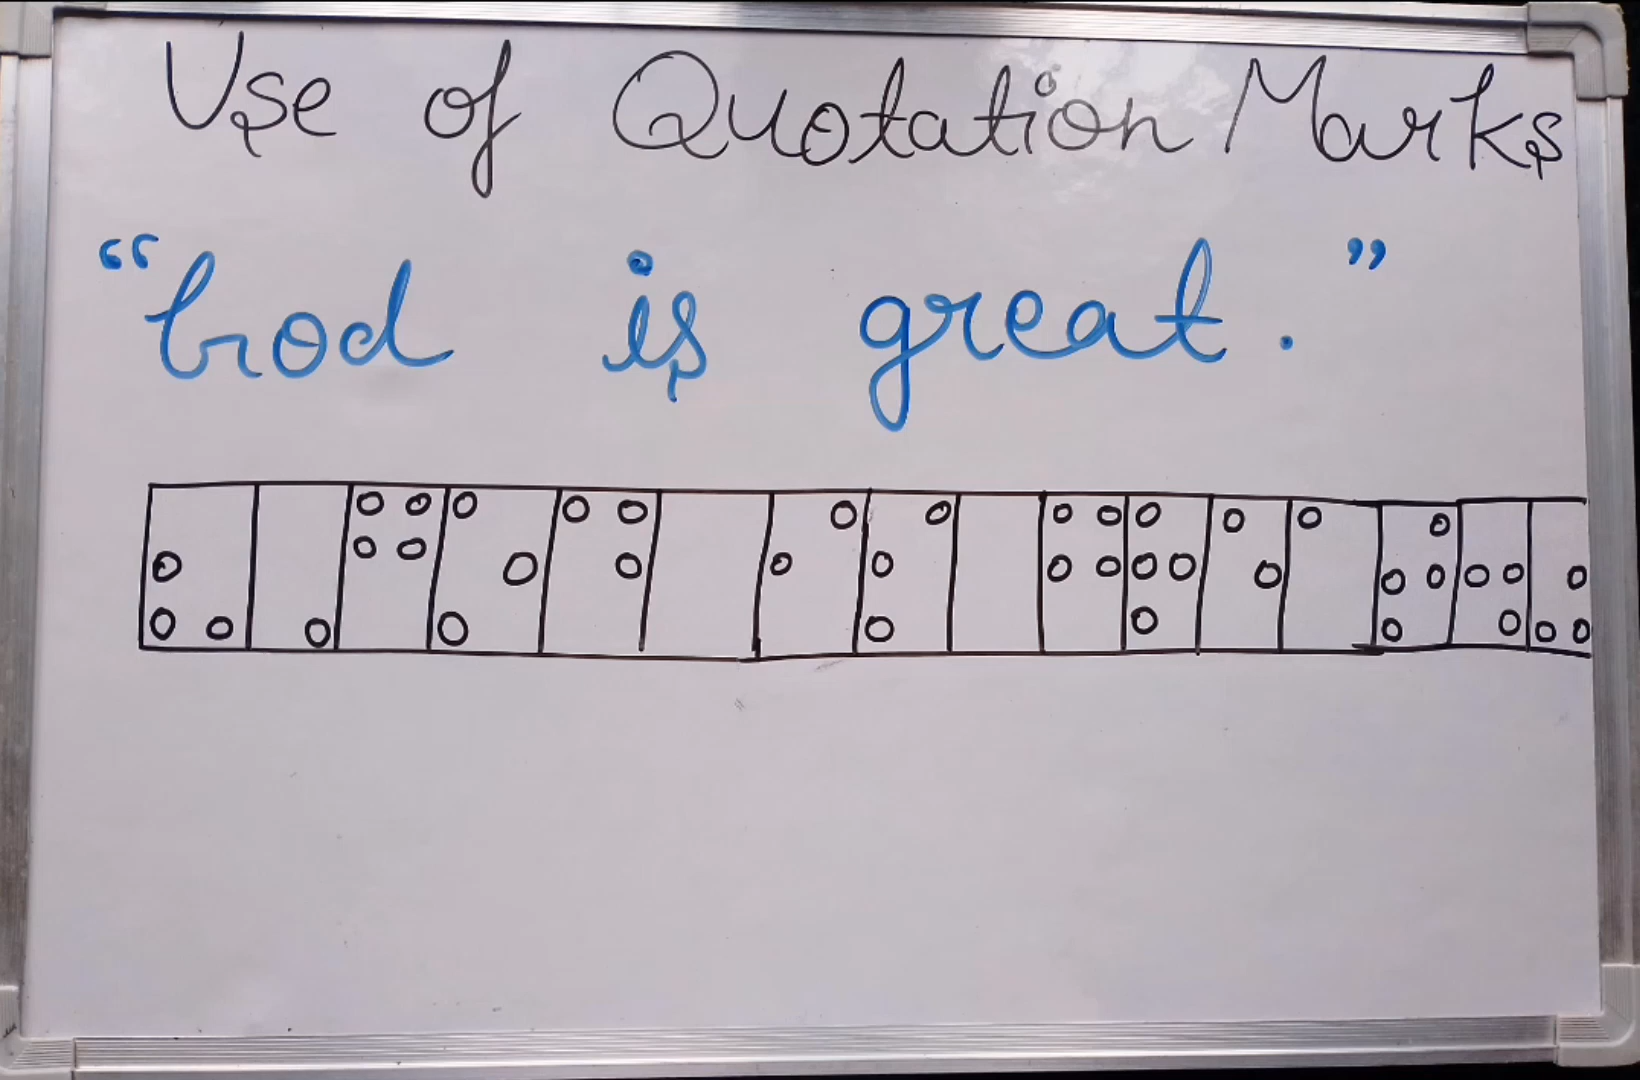 Use of Quotation Marks
“God is great.”
⠦⠠⠛⠕⠙ ⠊⠎ ⠛⠗⠑⠁⠞⠲⠴